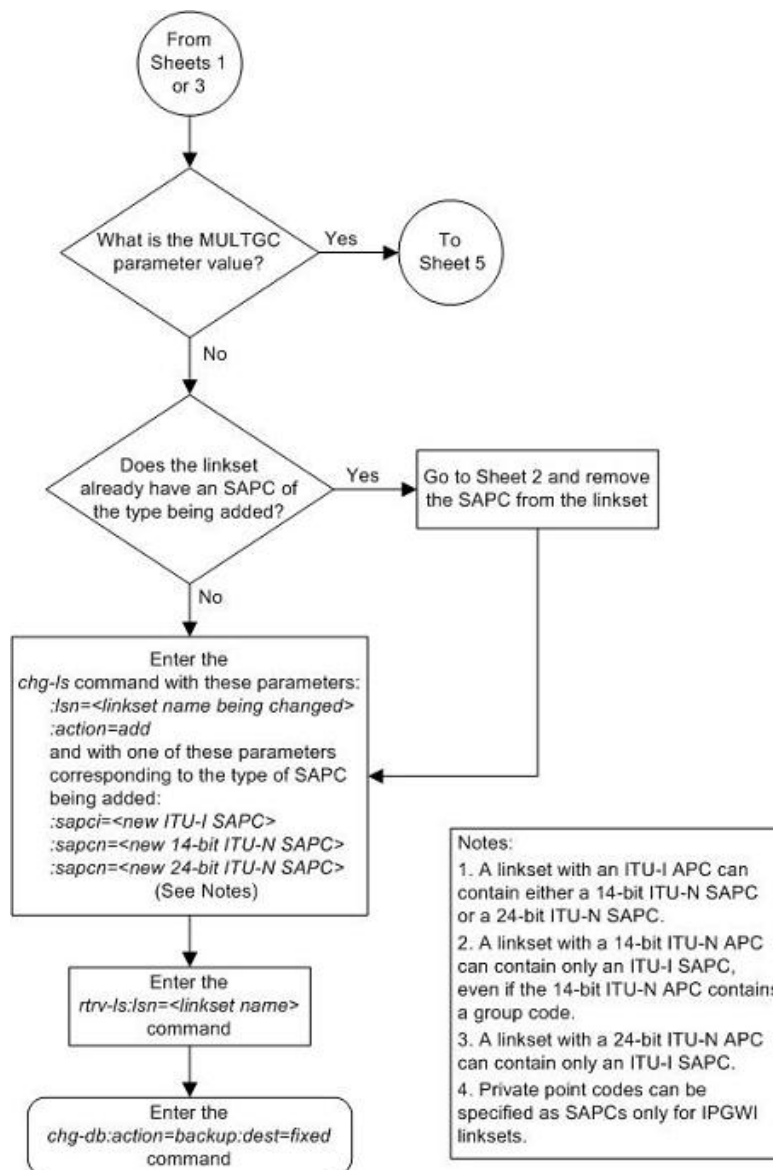 From
Sheets 1
or 3
What is the MULTGC
parameter value?
Yes
To
Sheet 5
No
Does the linkset
already have an SAPC of
the type being added?
Yes
Go to Sheet 2 and remove
the SAPC from the linkset
No
Enter the
chg-ls command with these parameters:
:lsn=<linkset name being changed>
:action=add
and with one of these parameters
corresponding to the type of SAPC
being added:
:sapci=<new ITU-I SAPC>
:sapcn=<new 14-bit ITU-N SAPC>
:sapcn=<new 24-bit ITU-N SAPC>
(See Notes)
Enter the
rtrv-ls:lsn=<linkset name>
command
Enter the
chg-db:action=backup:dest=fixed
command
Notes:
1. A linkset with an ITU-I APC can
contain either a 14-bit ITU-N SAPC
or a 24-bit ITU-N SAPC.
2. A linkset with a 14-bit ITU-N APC
can contain only an ITU-I SAPC,
even if the 14-bit ITU-N APC contains
a group code.
3. A linkset with a 24-bit ITU-N APC
can contain only an ITU-I SAPC.
4. Private point codes can be
specified as SAPCs only for IPGWI
linksets.